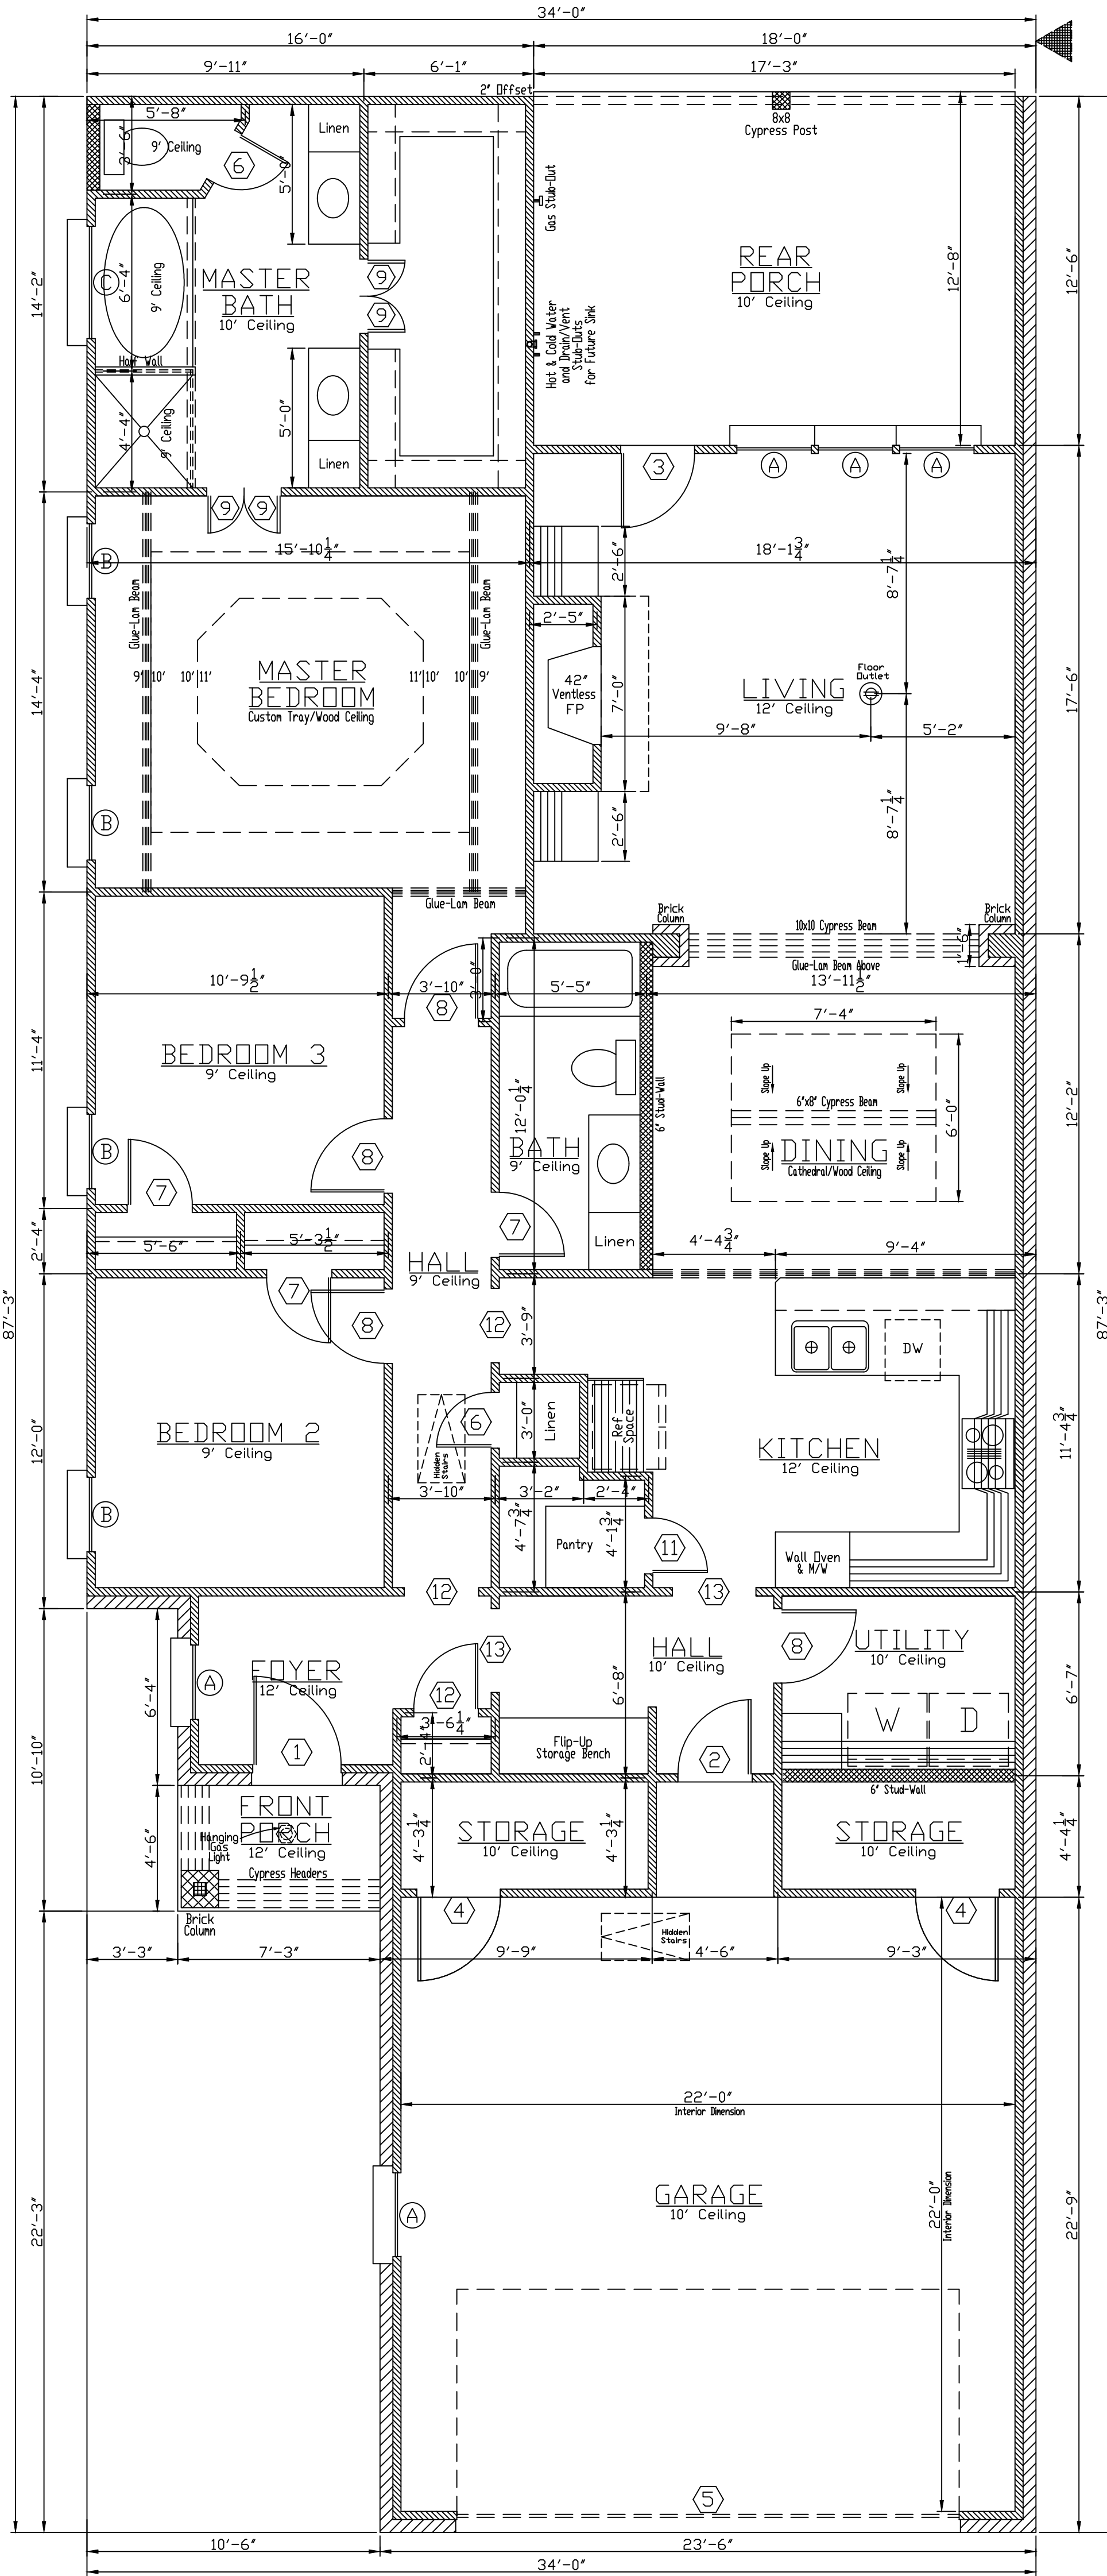 34'-0"
16'-0"
18'-0"
9'-11"
6'-1"
17'-3"
2" Offset
5'-8"
3'-6"
9' Ceiling
6
Linen
5'-0"
8x8
Cypress Post
Gas Stub-Out
REAR
PORCH
10' Ceiling
12'-8"
12'-6"
14'-2"
C
6'-4"
9' Ceiling
MASTER
BATH
10' Ceiling
9
9
Hot & Cold Water
and Drain/Vent
Stub-Outs
for Future Sink
Half Wall
4'-4"
9' Ceiling
5'-0"
Linen
3
A
A
A
9
9
B
15'-10 1/4"
18'-1 3/4"
2'-6"
8'-7 1/4"
Glue-Lam Beam
Glue-Lam Beam
2'-5"
14'-4"
9'
10'
10'
11'
MASTER
BEDROOM
Custom Tray/Wood Ceiling
11'
10'
10'
9'
42"
Ventless
FP
7'-0"
LIVING
12' Ceiling
Floor
Outlet
9'-8"
5'-2"
17'-6"
B
2'-6"
8'-7 1/4"
Glue-Lam Beam
Brick
Column
10x10 Cypress Beam
Brick
Column
Glue-Lam Beam Above
1'-6"
10'-9 1/2"
3'-10"
3'-0"
5'-5"
13'-11 1/2"
8
7'-4"
11'-4"
BEDROOM 3
9' Ceiling
12'-0 1/4"
6" Stud-Wall
Slope Up
Slope Up
6"x8" Cypress Beam
6'-0"
12'-2"
B
8
BATH
9' Ceiling
DINING
Cathedral/Wood Ceiling
Slope Up
Slope Up
7
7
Linen
2'-4"
5'-6"
5'-3 1/2"
HALL
9' Ceiling
4'-4 3/4"
9'-4"
7
8
12
3'-9"
DW
87'-3"
87'-3"
BEDROOM 2
9' Ceiling
12'-0"
Hidden
Stairs
6
3'-0"
Linen
Ref
Space
KITCHEN
12' Ceiling
11'-4 3/4"
B
3'-10"
3'-2"
2'-4"
4'-7 3/4"
4'-1 3/4"
Pantry
11
Wall Oven
& M/W
12
13
FOYER
12' Ceiling
A
13
HALL
10' Ceiling
8
UTILITY
10' Ceiling
6'-4"
12
6'-8"
6'-7"
3'-6 1/4"
2'-4"
Flip-Up
Storage Bench
W
D
1
2
6" Stud-Wall
10'-10"
FRONT
PORCH
12' Ceiling
Hanging
Gas
Light
4'-6"
Cypress Headers
Brick
Column
4'-3 1/4"
STORAGE
10' Ceiling
4'-3 1/4"
STORAGE
10' Ceiling
4'-4 1/4"
4
4
Hidden
Stairs
3'-3"
7'-3"
9'-9"
4'-6"
9'-3"
22'-0"
Interior Dimension
22'-3"
A
GARAGE
10' Ceiling
22'-0"
Interior Dimension
22'-9"
5
10'-6"
23'-6"
34'-0"